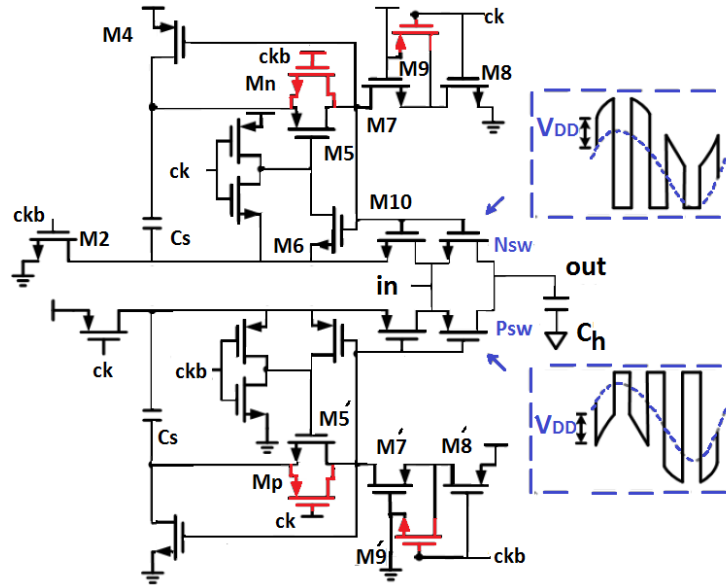 M4
ck
ckb
M9
M8
Mn
M7
VDD
M5
ck
M10
ckb
M2
Cs
M6
Nsw
in
out
Psw
Ch
ck
ckb
M5′
VDD
Cs
M7′
M8′
Mp
ck
M9′
ckb